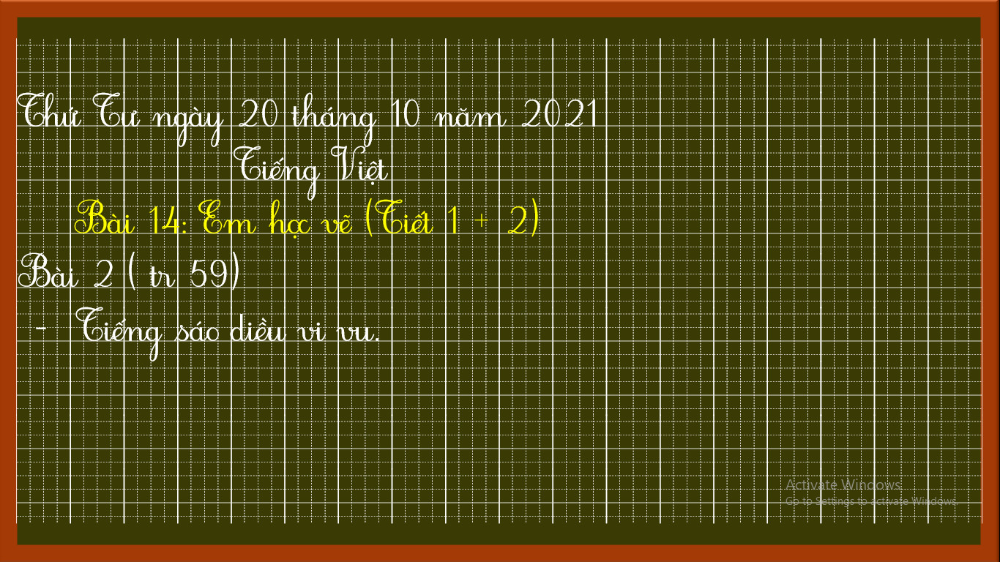 Thứ Tư ngày 20 tháng 10 năm 2021
Tiếng Việt
Bài 14: Em học vẽ (Tiết 1 + 2)
Bài 2 ( tr 59)
- Tiếng sáo diều vi vu.
Activate Windows
Go to Settings to activate Windows.